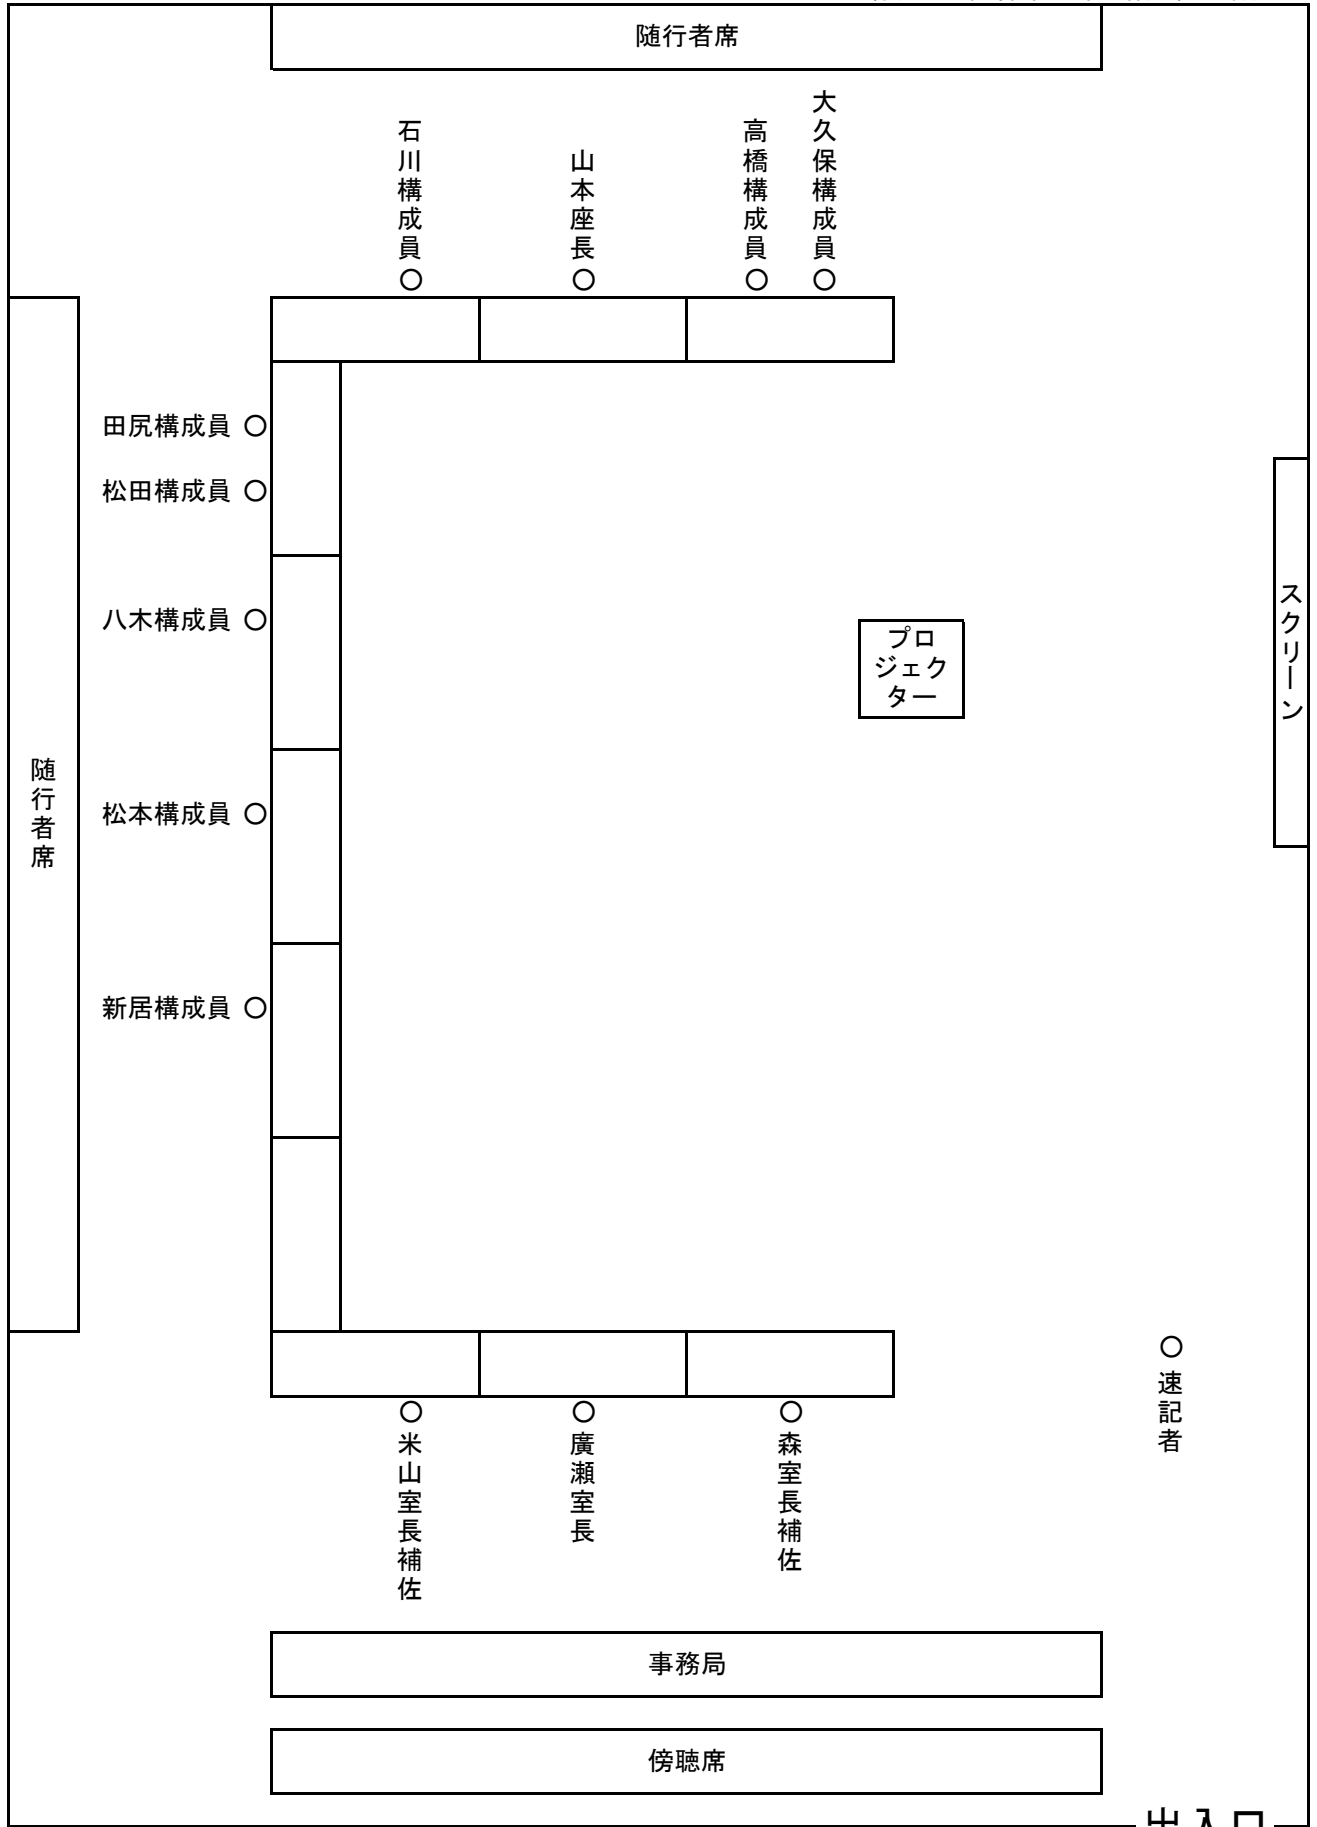 随行者席
石川構成員○
山本座長○
高橋構成員○
大久保構成員○
田尻構成員 ○
松田構成員 ○
八木構成員 ○
松本構成員 ○
新居構成員 ○
随行者席
プロ
ジェク
ター
スクリーン
○米山室長補佐
○廣瀬室長
○森室長補佐
○速記者
事務局
傍聴席
出入口